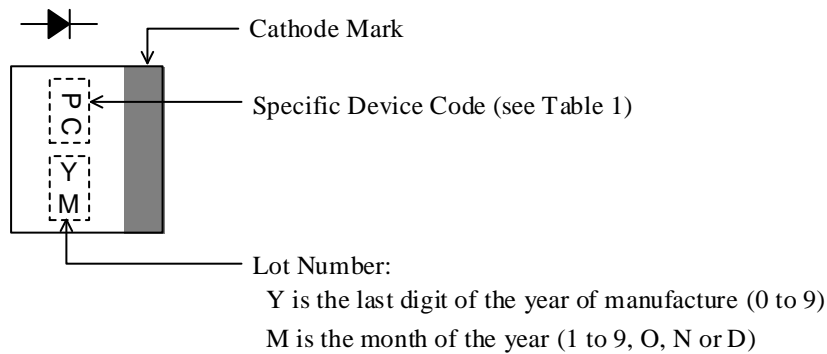 Cathode Mark
P
C
Specific Device Code (see Table 1)
Y
M
Lot Number:
Y is the last digit of the year of manufacture (0 to 9)
M is the month of the year (1 to 9, O, N or D)